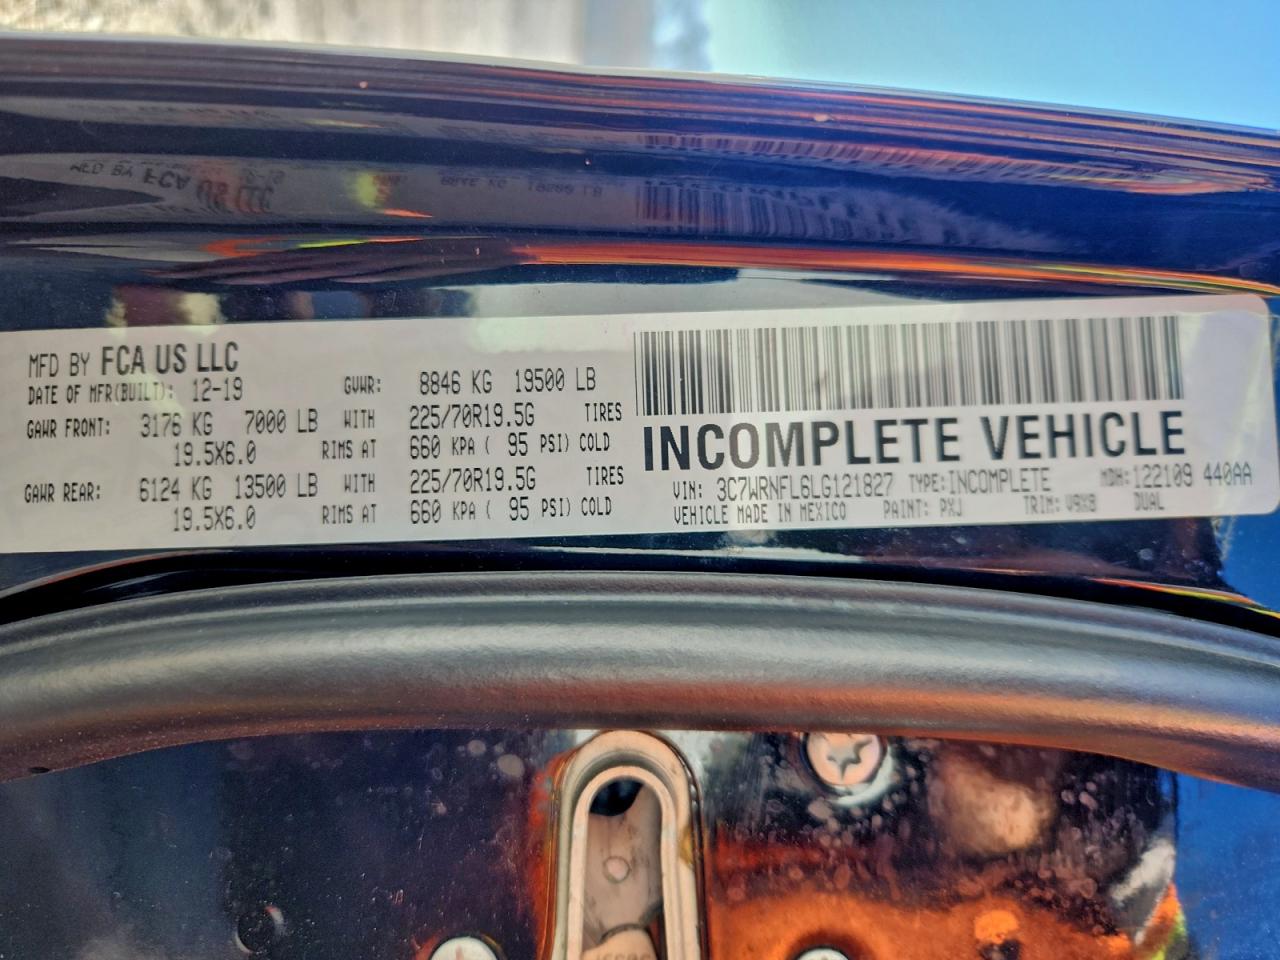 MFD BY FCA US LLC
DATE OF MFR(BUILT): 12-19 GVWR: 8846 KG 19500 LB
GAWR FRONT: 3176 KG 7000 LB WITH 225/70R19.5G TIRES
19.5X6.0 RIMS AT 660 KPA ( 95 PSI) COLD
GAWR REAR: 6124 KG 13500 LB WITH 225/70R19.5G TIRES
19.5X6.0 RIMS AT 660 KPA ( 95 PSI) COLD
INCOMPLETE VEHICLE
VIN: 3C7WRNFL6LG121827 TYPE:INCOMPLETE MDH:122109 440AA
VEHICLE MADE IN MEXICO PAINT: PXJ TRIM: V9X8 DUAL